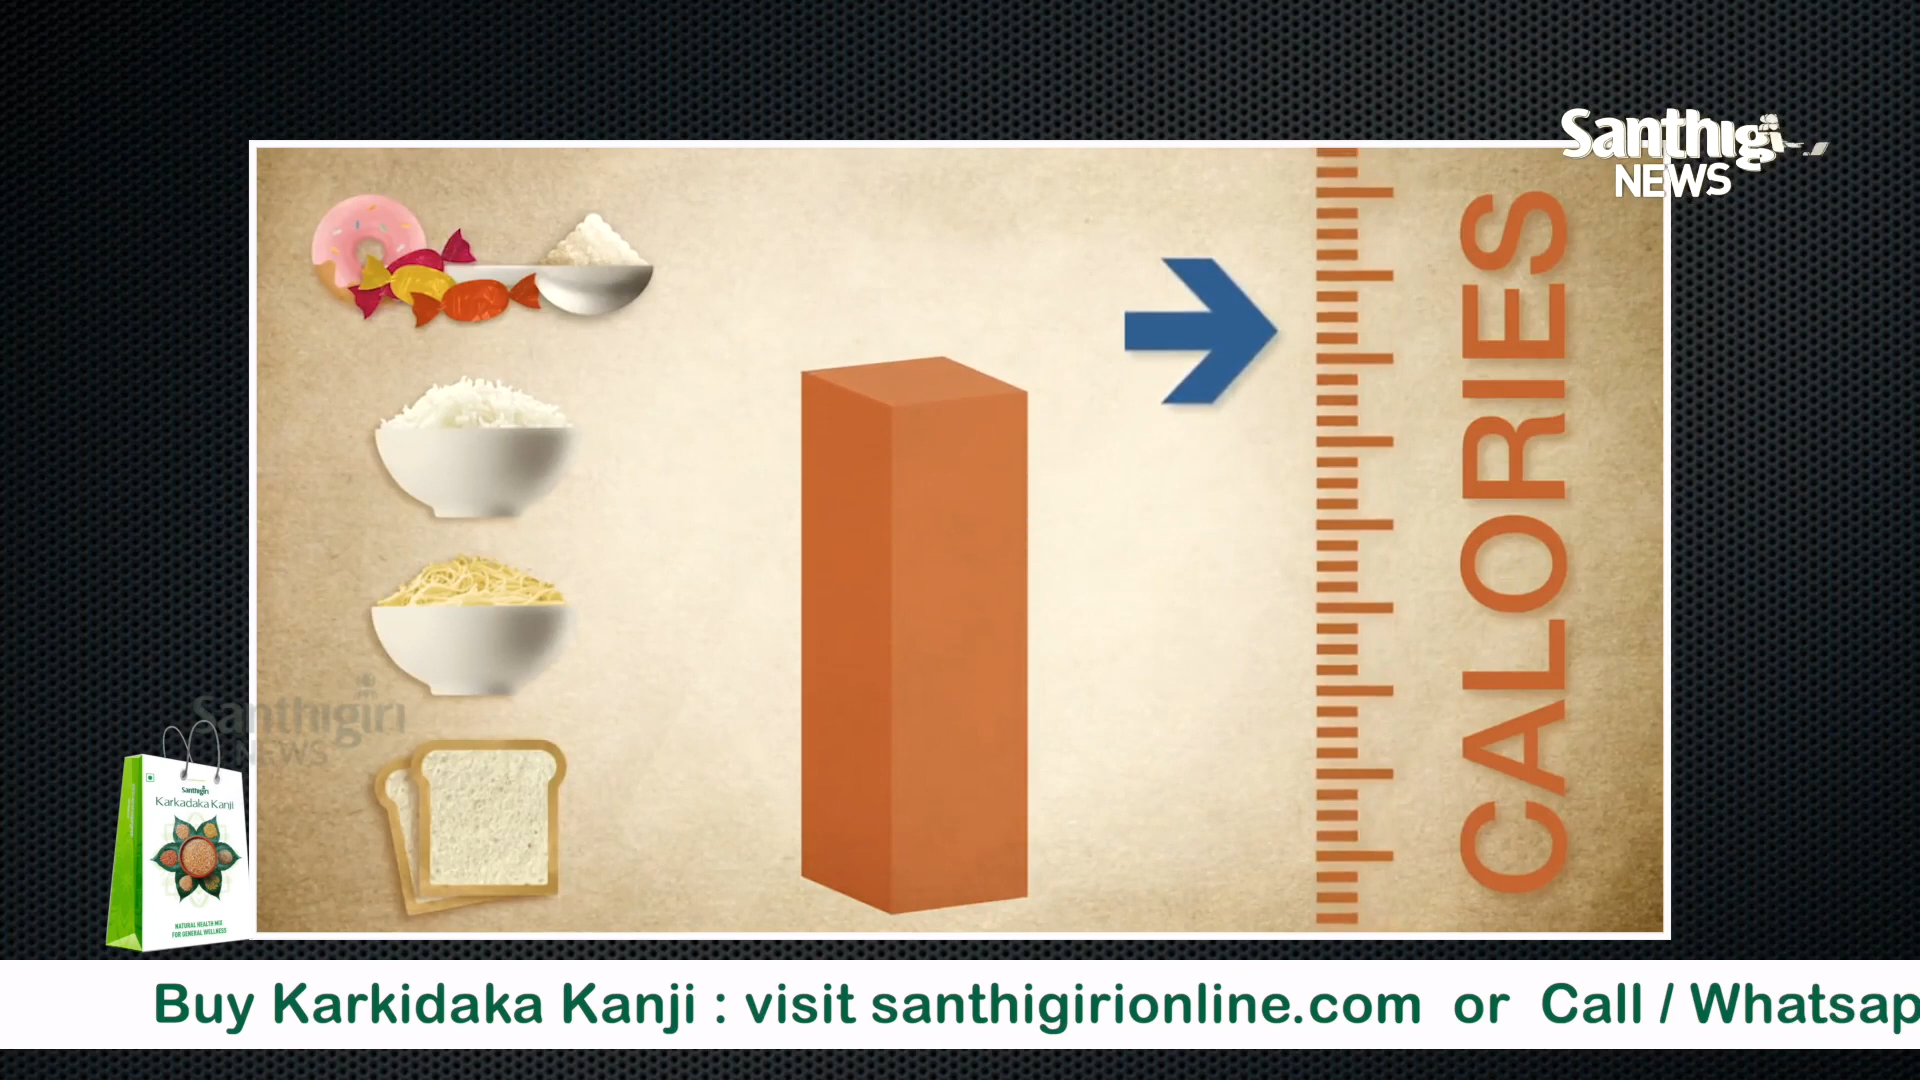 Santhigi
NEWS
CALORIES
Santhigiri
NEWS
Santhigiri
Karkadaka Kanji
NATURAL HEALTH MIX
FOR GENERAL WELLNESS
Buy Karkidaka Kanji : visit santhigirionline.com or Call / Whatsap